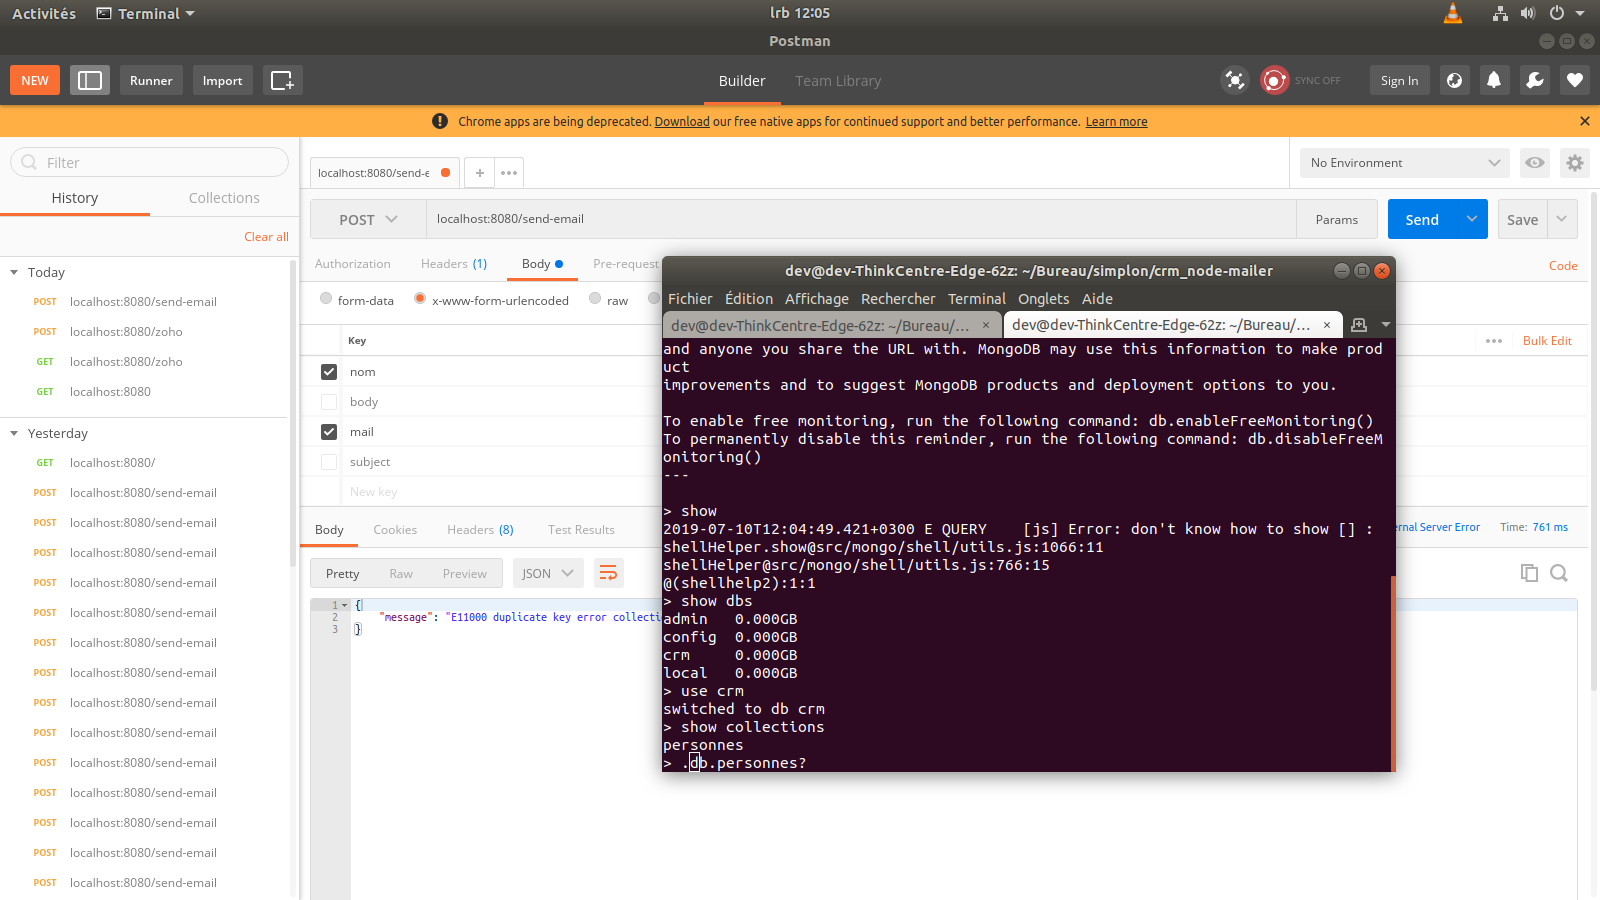 Activités
Terminal
lrb 12:05
Postman
NEW
Runner
Import
Builder
Team Library
SYNC OFF
Sign In
Chrome apps are being deprecated. Download our free native apps for continued support and better performance. Learn more
Filter
History
Collections
Clear all
Today
POST localhost:8080/send-email
POST localhost:8080/zoho
GET localhost:8080/zoho
GET localhost:8080
Yesterday
GET localhost:8080/
POST localhost:8080/send-email
POST localhost:8080/send-email
POST localhost:8080/send-email
POST localhost:8080/send-email
POST localhost:8080/send-email
POST localhost:8080/send-email
POST localhost:8080/send-email
POST localhost:8080/send-email
POST localhost:8080/send-email
POST localhost:8080/send-email
POST localhost:8080/send-email
POST localhost:8080/send-email
POST localhost:8080/send-email
POST localhost:8080/send-email
localhost:8080/send-e
No Environment
POST
localhost:8080/send-email
Params
Send
Save
Authorization
Headers (1)
Body
Pre-request
Code
form-data
x-www-form-urlencoded
raw
Key
Bulk Edit
nom
body
mail
subject
New key
Body
Cookies
Headers (8)
Test Results
rnal Server Error
Time: 761 ms
Pretty
Raw
Preview
JSON
1 {
2 "message": "E11000 duplicate key error collecti
3 }
dev@dev-ThinkCentre-Edge-62z: ~/Bureau/simplon/crm_node-mailer
Fichier Édition Affichage Rechercher Terminal Onglets Aide
dev@dev-ThinkCentre-Edge-62z: ~/Bureau/... ×
dev@dev-ThinkCentre-Edge-62z: ~/Bureau/... ×
and anyone you share the URL with. MongoDB may use this information to make prod
uct
improvements and to suggest MongoDB products and deployment options to you.
To enable free monitoring, run the following command: db.enableFreeMonitoring()
To permanently disable this reminder, run the following command: db.disableFreeM
onitoring()
---
> show
2019-07-10T12:04:49.421+0300 E QUERY [js] Error: don't know how to show [] :
shellHelper.show@src/mongo/shell/utils.js:1066:11
shellHelper@src/mongo/shell/utils.js:766:15
@(shellhelp2):1:1
> show dbs
admin 0.000GB
config 0.000GB
crm 0.000GB
local 0.000GB
> use crm
switched to db crm
> show collections
personnes
> .db.personnes?